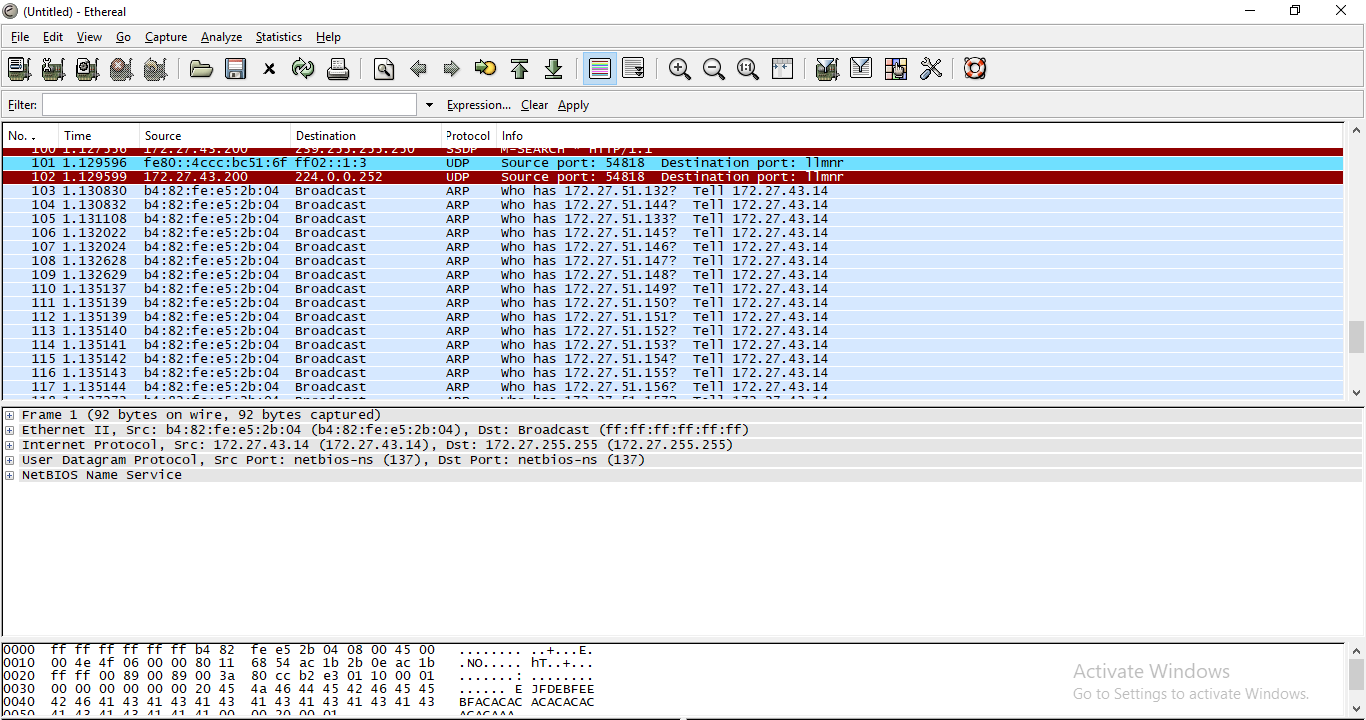 (Untitled) - Ethereal
File Edit View Go Capture Analyze Statistics Help
Filter: Expression... Clear Apply
No. . Time Source Destination Protocol Info
100 1.127556 172.27.43.200 239.255.255.250 SSDP M-SEARCH * HTTP/1.1
101 1.129596 fe80::4ccc:bc51:6f ff02::1:3 UDP Source port: 54818 Destination port: llmnr
102 1.129599 172.27.43.200 224.0.0.252 UDP Source port: 54818 Destination port: llmnr
103 1.130830 b4:82:fe:e5:2b:04 Broadcast ARP Who has 172.27.51.132? Tell 172.27.43.14
104 1.130832 b4:82:fe:e5:2b:04 Broadcast ARP Who has 172.27.51.144? Tell 172.27.43.14
105 1.131108 b4:82:fe:e5:2b:04 Broadcast ARP Who has 172.27.51.133? Tell 172.27.43.14
106 1.132022 b4:82:fe:e5:2b:04 Broadcast ARP Who has 172.27.51.145? Tell 172.27.43.14
107 1.132024 b4:82:fe:e5:2b:04 Broadcast ARP Who has 172.27.51.146? Tell 172.27.43.14
108 1.132628 b4:82:fe:e5:2b:04 Broadcast ARP Who has 172.27.51.147? Tell 172.27.43.14
109 1.132629 b4:82:fe:e5:2b:04 Broadcast ARP Who has 172.27.51.148? Tell 172.27.43.14
110 1.135137 b4:82:fe:e5:2b:04 Broadcast ARP Who has 172.27.51.149? Tell 172.27.43.14
111 1.135139 b4:82:fe:e5:2b:04 Broadcast ARP Who has 172.27.51.150? Tell 172.27.43.14
112 1.135139 b4:82:fe:e5:2b:04 Broadcast ARP Who has 172.27.51.151? Tell 172.27.43.14
113 1.135140 b4:82:fe:e5:2b:04 Broadcast ARP Who has 172.27.51.152? Tell 172.27.43.14
114 1.135141 b4:82:fe:e5:2b:04 Broadcast ARP Who has 172.27.51.153? Tell 172.27.43.14
115 1.135142 b4:82:fe:e5:2b:04 Broadcast ARP Who has 172.27.51.154? Tell 172.27.43.14
116 1.135143 b4:82:fe:e5:2b:04 Broadcast ARP Who has 172.27.51.155? Tell 172.27.43.14
117 1.135144 b4:82:fe:e5:2b:04 Broadcast ARP Who has 172.27.51.156? Tell 172.27.43.14
Frame 1 (92 bytes on wire, 92 bytes captured)
Ethernet II, Src: b4:82:fe:e5:2b:04 (b4:82:fe:e5:2b:04), Dst: Broadcast (ff:ff:ff:ff:ff:ff)
Internet Protocol, Src: 172.27.43.14 (172.27.43.14), Dst: 172.27.255.255 (172.27.255.255)
User Datagram Protocol, Src Port: netbios-ns (137), Dst Port: netbios-ns (137)
NetBIOS Name Service
0000 ff ff ff ff ff ff b4 82 fe e5 2b 04 08 00 45 00 ........ ..+...E.
0010 00 4e 4f 06 00 00 80 11 68 54 ac 1b 2b 0e ac 1b .NO..... hT..+...
0020 ff ff 00 89 00 89 00 3a 80 cc b2 e3 01 10 00 01 .......: ........
0030 00 00 00 00 00 00 20 45 4a 46 44 45 42 46 45 45 ...... E JFDEBFEE
0040 42 46 41 43 41 43 41 43 41 43 41 43 41 43 41 43 BFACACAC ACACACAC
0050 41 43 41 43 41 41 41 00 00 20 00 01 ACACAAA.
Activate Windows
Go to Settings to activate Windows.